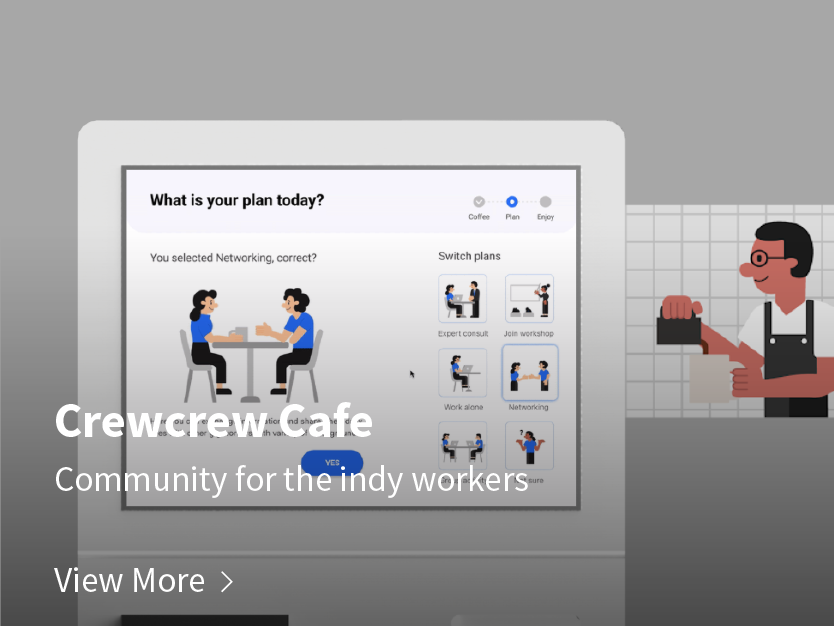 What is your plan today?
Coffee
Plan
Enjoy
You selected Networking, correct?
Switch plans
Expert consult
Join workshop
Work alone
Networking
YES
sure
Crewcrew Cafe
Community for the indy workers
View More